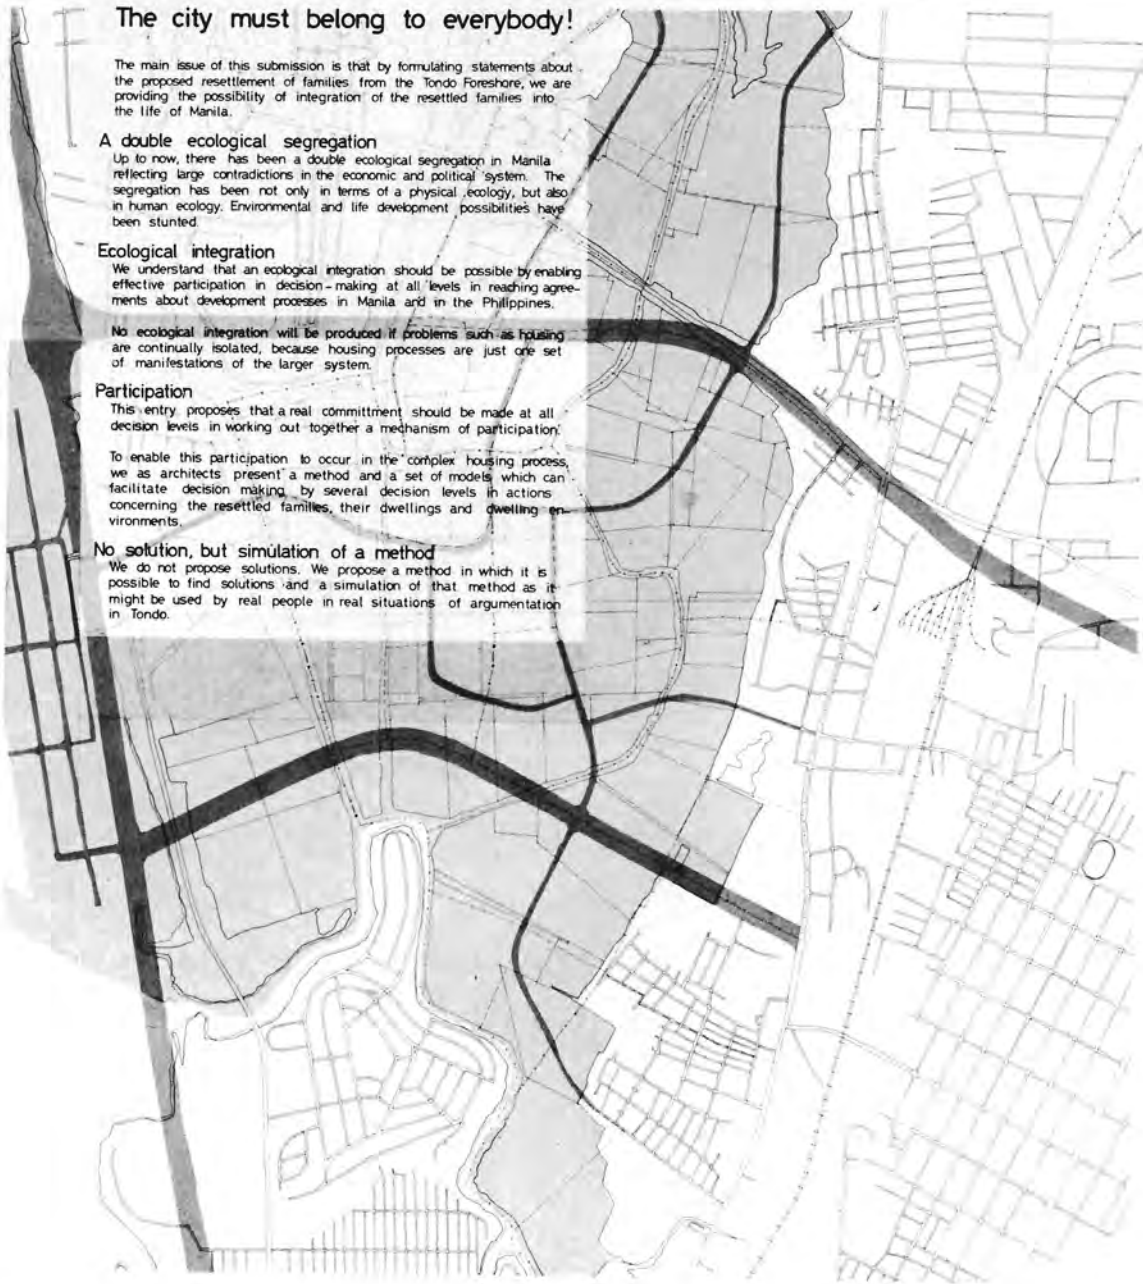 The city must belong to everybody!
The main issue of this submission is that by formulating statements about
the proposed resettlement of families from the Tondo Foreshore, we are
providing the possibility of integration of the resettled families into
the life of Manila.
A double ecological segregation
Up to now, there has been a double ecological segregation in Manila
reflecting large contradictions in the economic and political system. The
segregation has been not only in terms of a physical ecology, but also
in human ecology. Environmental and life development possibilities have
been stunted.
Ecological integration
We understand that an ecological integration should be possible by enabling
effective participation in decision-making at all levels in reaching agree-
ments about development processes in Manila and in the Philippines.
No ecological integration will be produced if problems such as housing
are continually isolated, because housing processes are just one set
of manifestations of the larger system.
Participation
This entry proposes that a real committment should be made at all
decision levels in working out together a mechanism of participation.
To enable this participation to occur in the complex housing process,
we as architects present a method and a set of models which can
facilitate decision making by several decision levels in actions
concerning the resettled families, their dwellings and dwelling en-
vironments.
No solution, but simulation of a method
We do not propose solutions. We propose a method in which it is
possible to find solutions and a simulation of that method as it
might be used by real people in real situations of argumentation
in Tondo.